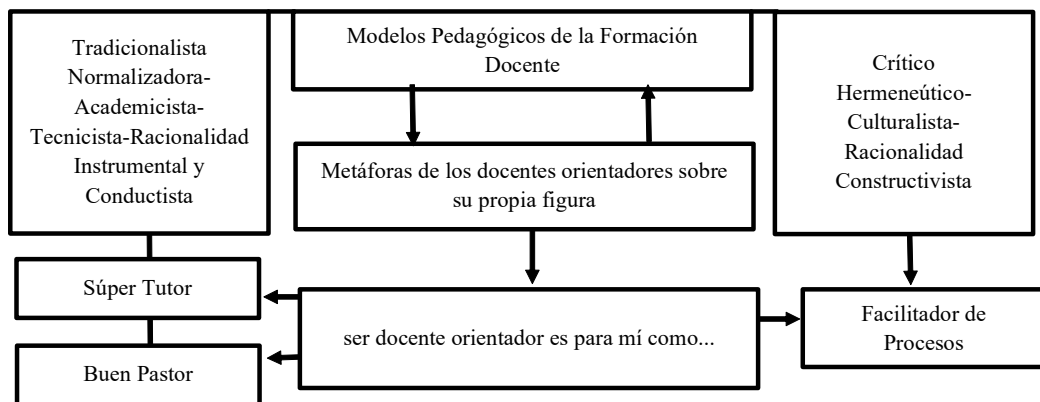 Tradicionalista
Normalizadora-
Academicista-
Tecnicista-Racionalidad
Instrumental y
Conductista
Modelos Pedagógicos de la Formación
Docente
Crítico
Hermeneútico-
Culturalista-
Racionalidad
Constructivista
Metáforas de los docentes orientadores sobre
su propia figura
Súper Tutor
ser docente orientador es para mí como...
Facilitador de
Procesos
Buen Pastor